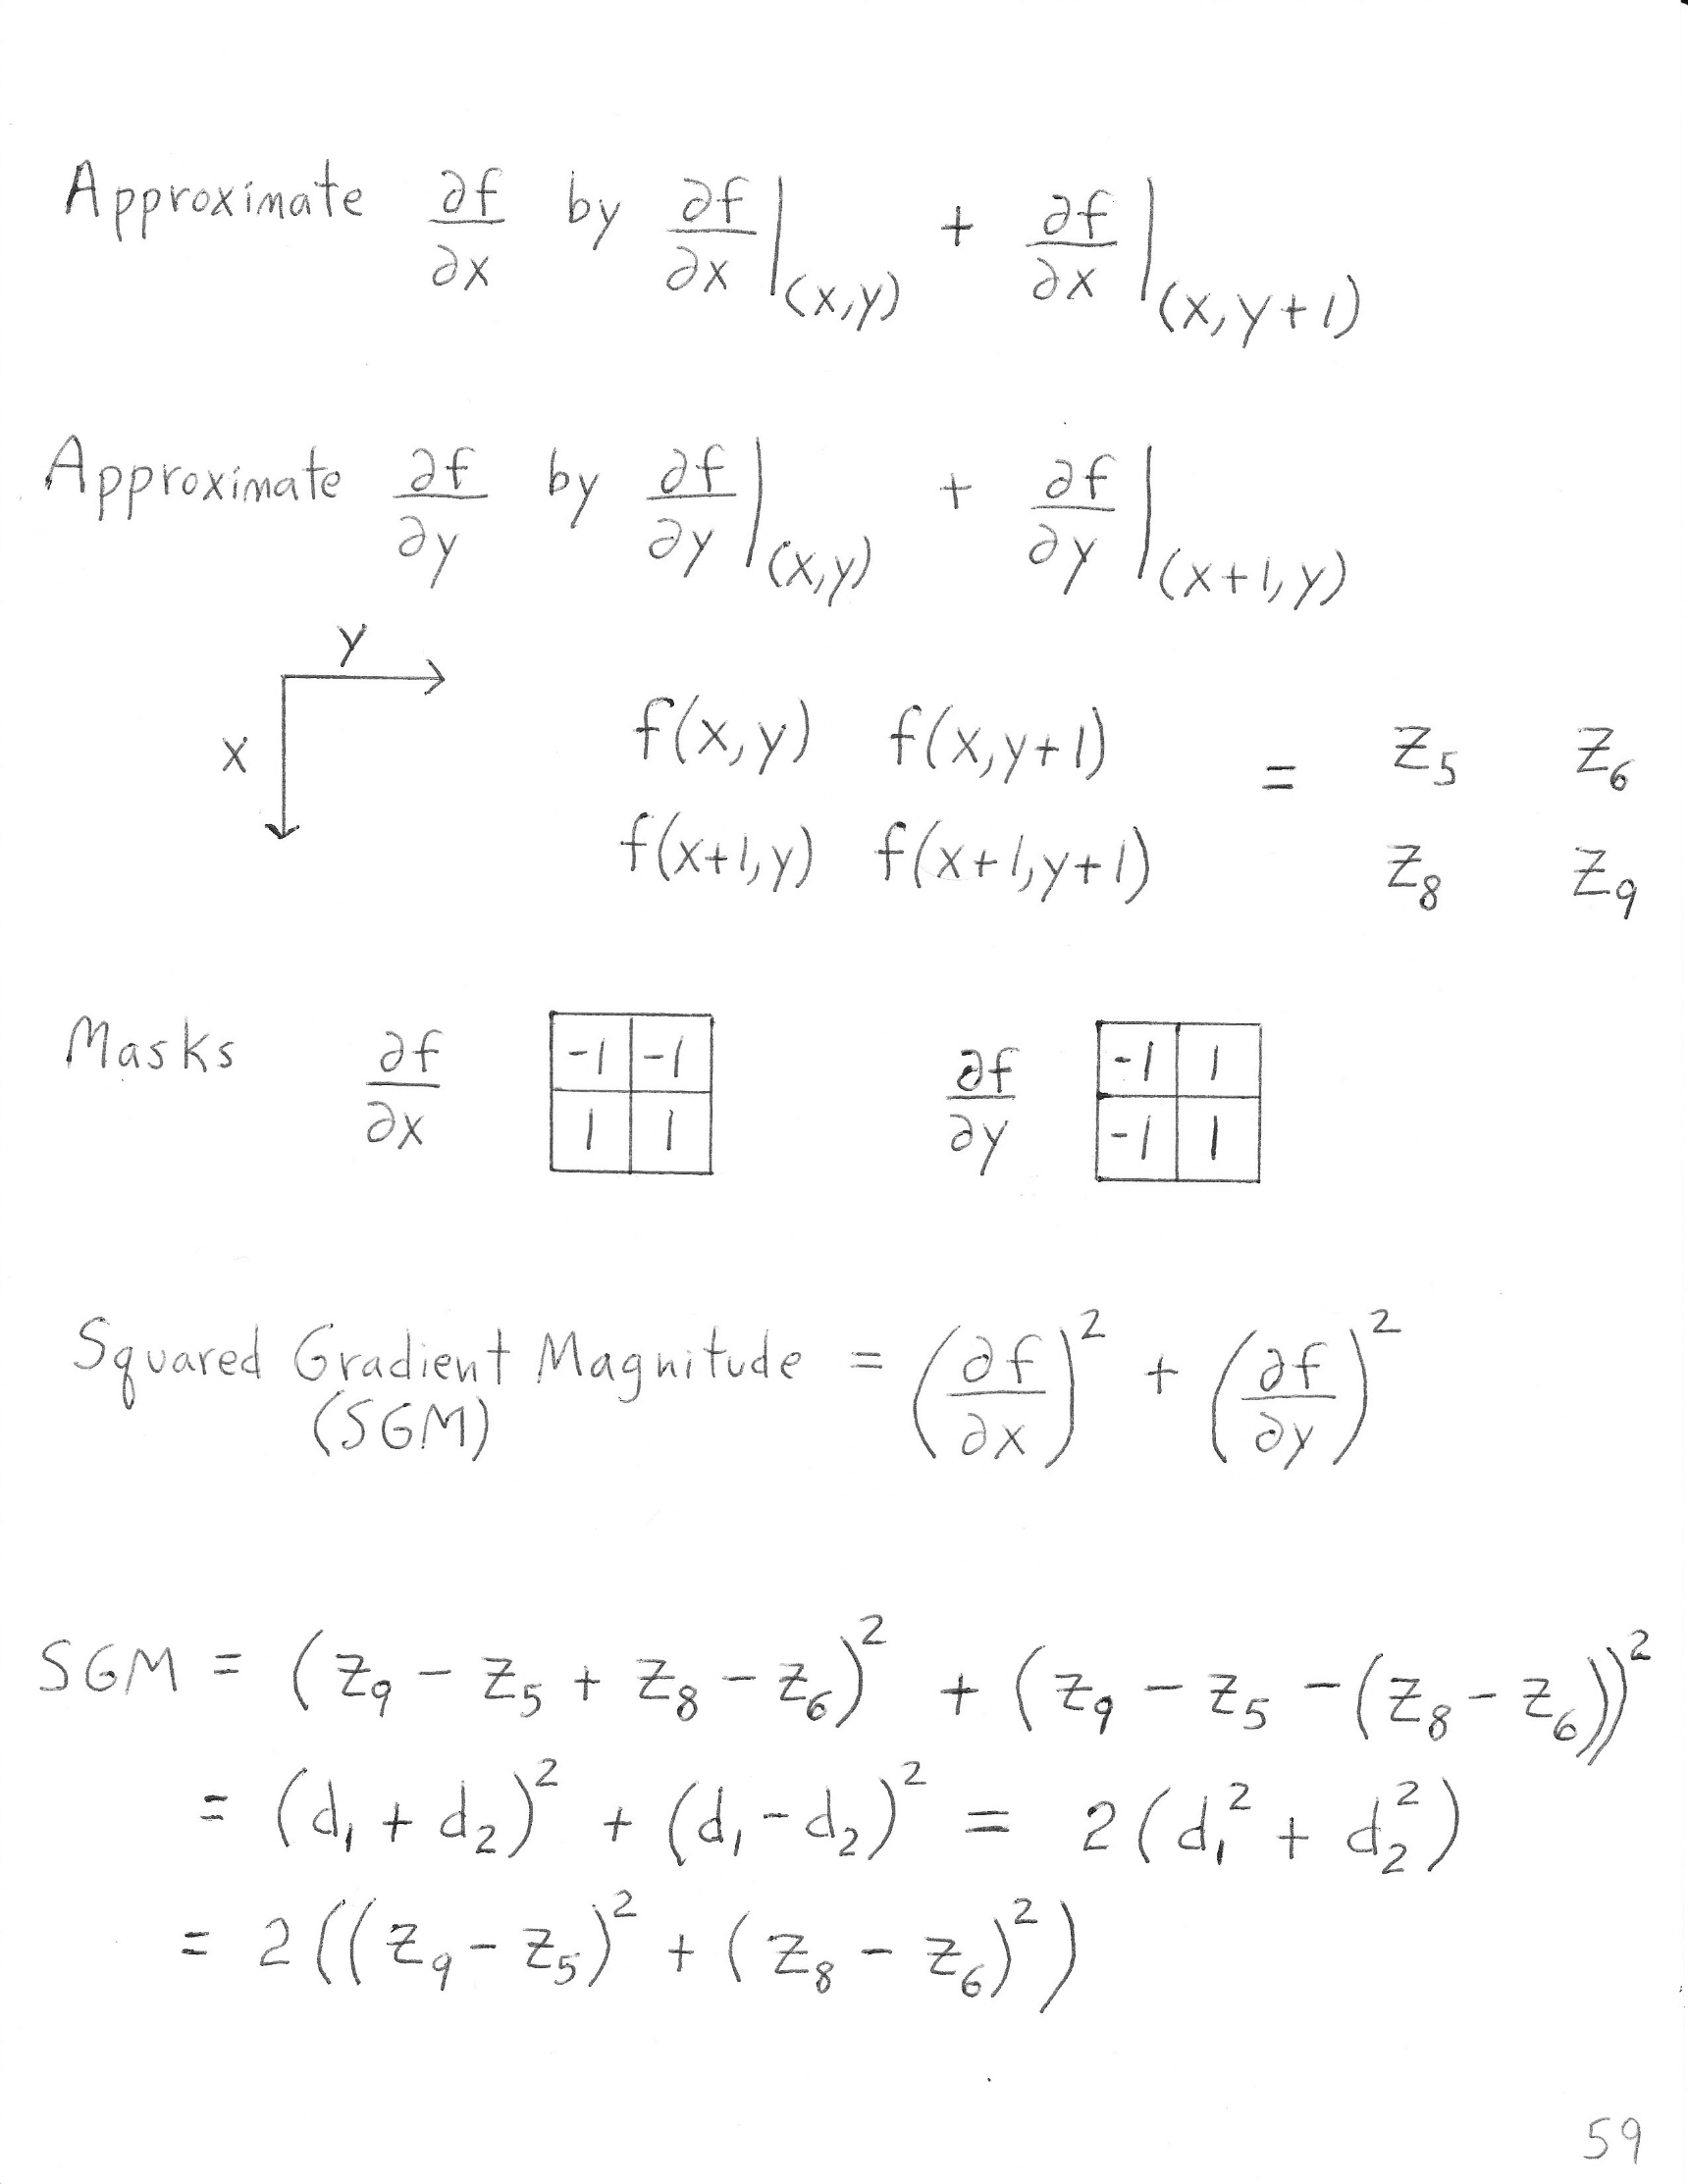 Approximate ∂f/∂x by ∂f/∂x|(x,y) + ∂f/∂x|(x,y+1)
Approximate ∂f/∂y by ∂f/∂y|(x,y) + ∂f/∂y|(x+1,y)
y
x
f(x,y) f(x,y+1) = z₅ z₆
f(x+1,y) f(x+1,y+1) z₈ z₉
Masks ∂f/∂x -1 -1 ∂f/∂y -1 1
1 1 -1 1
Squared Gradient Magnitude = (∂f/∂x)² + (∂f/∂y)²
(SGM)
SGM = (z₉ - z₅ + z₈ - z₆)² + (z₉ - z₅ - (z₈ - z₆))²
= (d₁ + d₂)² + (d₁ - d₂)² = 2(d₁² + d₂²)
= 2((z₉ - z₅)² + (z₈ - z₆)²)
59